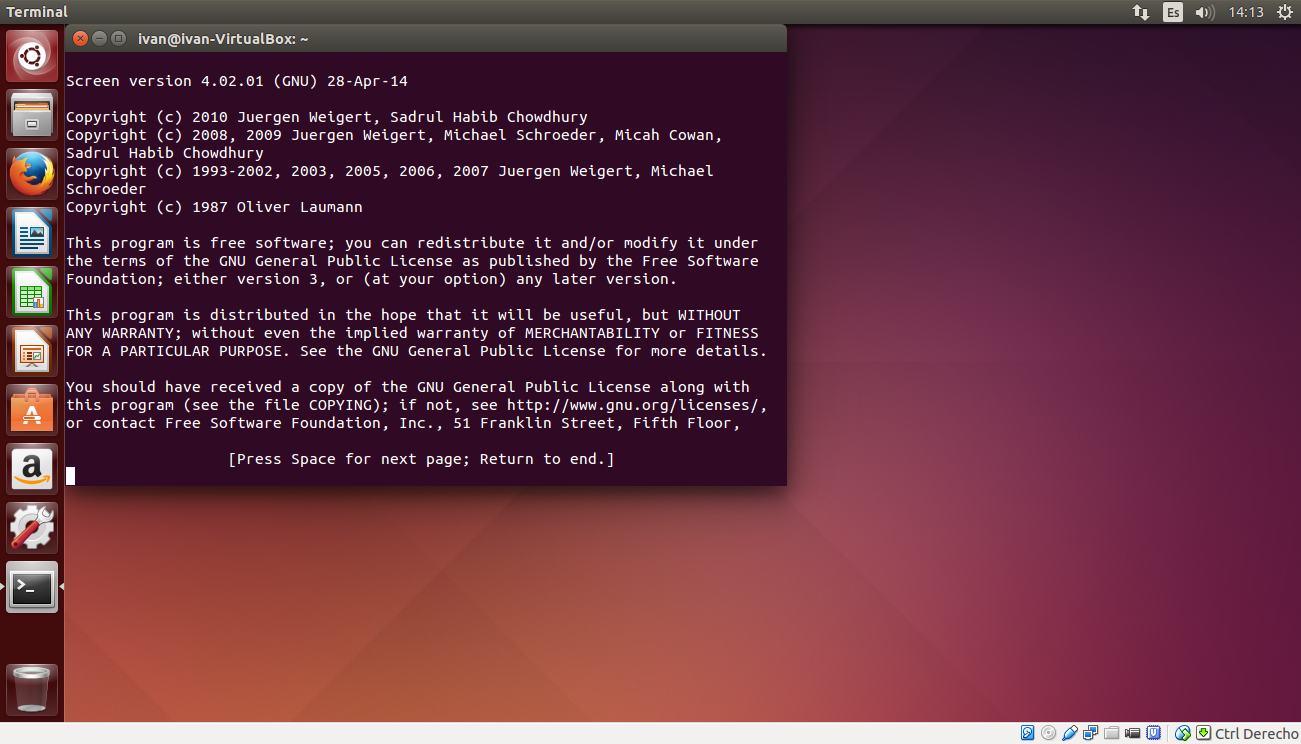 Terminal
Es
14:13
ivan@ivan-VirtualBox: ~
Screen version 4.02.01 (GNU) 28-Apr-14
Copyright (c) 2010 Juergen Weigert, Sadrul Habib Chowdhury
Copyright (c) 2008, 2009 Juergen Weigert, Michael Schroeder, Micah Cowan,
Sadrul Habib Chowdhury
Copyright (c) 1993-2002, 2003, 2005, 2006, 2007 Juergen Weigert, Michael
Schroeder
Copyright (c) 1987 Oliver Laumann
This program is free software; you can redistribute it and/or modify it under
the terms of the GNU General Public License as published by the Free Software
Foundation; either version 3, or (at your option) any later version.
This program is distributed in the hope that it will be useful, but WITHOUT
ANY WARRANTY; without even the implied warranty of MERCHANTABILITY or FITNESS
FOR A PARTICULAR PURPOSE. See the GNU General Public License for more details.
You should have received a copy of the GNU General Public License along with
this program (see the file COPYING); if not, see http://www.gnu.org/licenses/,
or contact Free Software Foundation, Inc., 51 Franklin Street, Fifth Floor,
[Press Space for next page; Return to end.]
a
>_
Ctrl Derecho